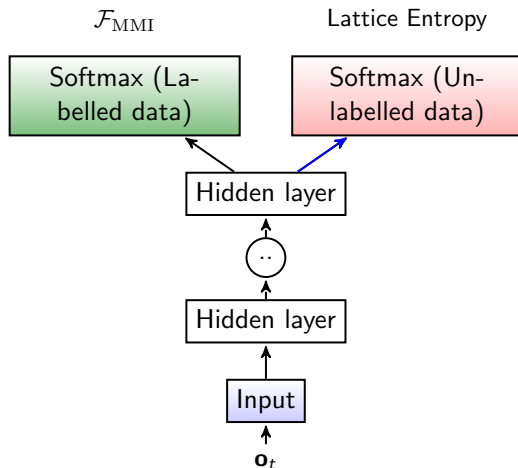 𝓕MMI
Lattice Entropy
Softmax (La-
belled data)
Softmax (Un-
labelled data)
Hidden layer
..
Hidden layer
Input
oₜ